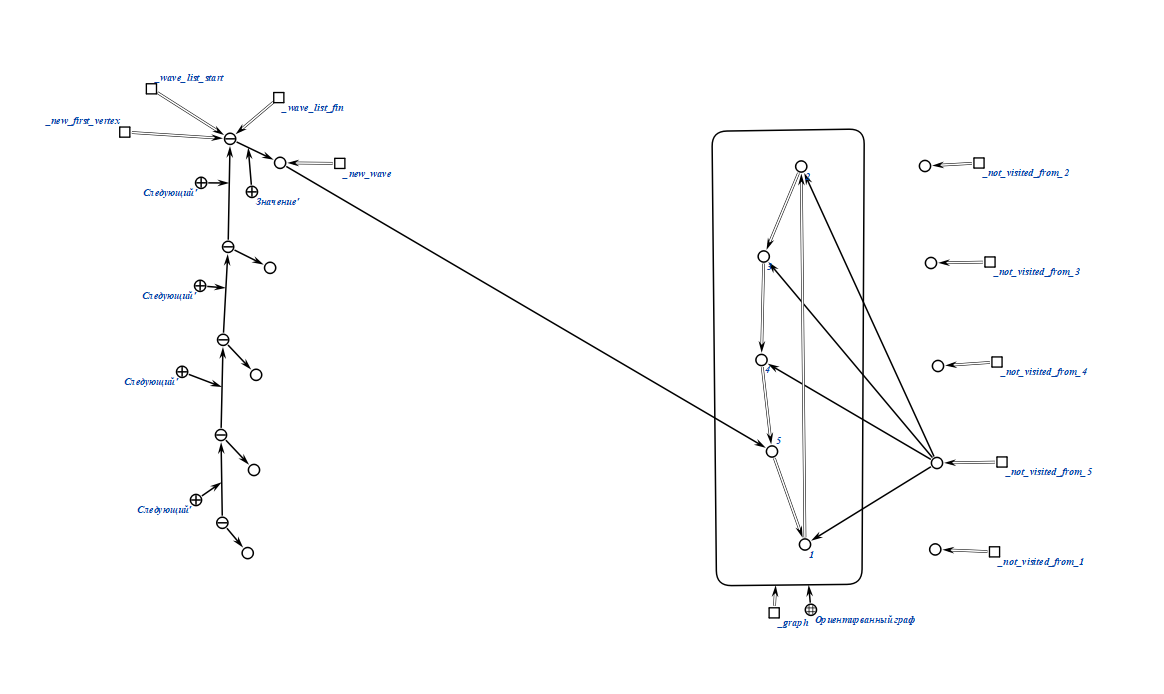 _wave_list_start
_wave_list_fin
_new_first_vertex
_new_wave
Следующий'
Значение'
Следующий'
Следующий'
Следующий'
2
3
4
5
1
_not_visited_from_2
_not_visited_from_3
_not_visited_from_4
_not_visited_from_5
_not_visited_from_1
_graph
Ориентированный граф